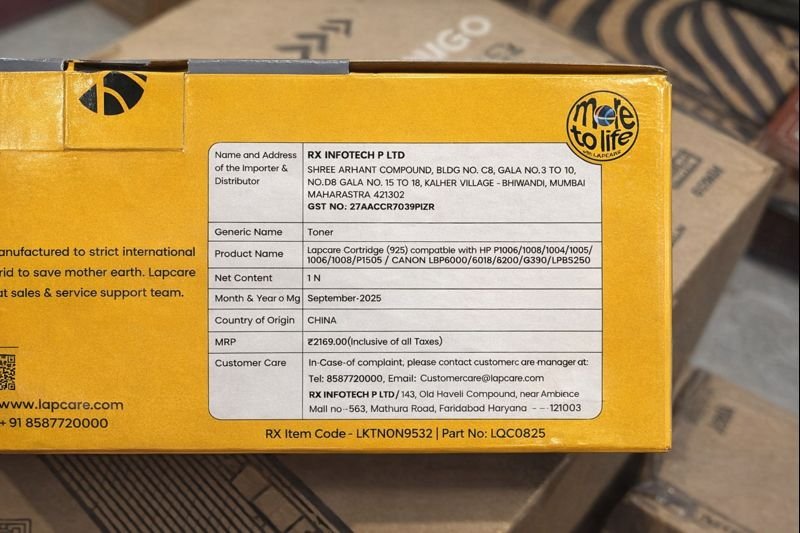 more
to life
with LAPCARE
Name and Address of the Importer & Distributor
RX INFOTECH P LTD
SHREE ARHANT COMPOUND, BLDG NO. C8, GALA NO.3 TO 10,
NO.D8 GALA NO. 15 TO 18, KALHER VILLAGE - BHIWANDI, MUMBAI
MAHARASTRA 421302
GST NO: 27AACCR7039PIZR
Generic Name Toner
Product Name Lapcare Cortridge (925) compatble with HP P1006/1008/1004/1005/
1006/1008/P1505 / CANON LBP6000/6018/6200/G390/LPBS250
Net Content 1 N
Month & Year o Mg September-2025
Country of Origin CHINA
MRP ₹2169.00(Inclusive of all Taxes)
Customer Care In-Case-of complaint, please contact customerc are-manager at:
Tel: 8587720000, Email: Customercare@lapcare.com
RX INFOTECH P LTD/ 143, Old Haveli Compound, near Ambince
Mall no--563, Mathura Road, Faridabad Haryana - - - 121003
RX Item Code - LKTNON9532 | Part No: LQC0825
anufactured to strict international
rid to save mother earth. Lapcare
at sales & service support team.
www.lapcare.com
+ 91 8587720000